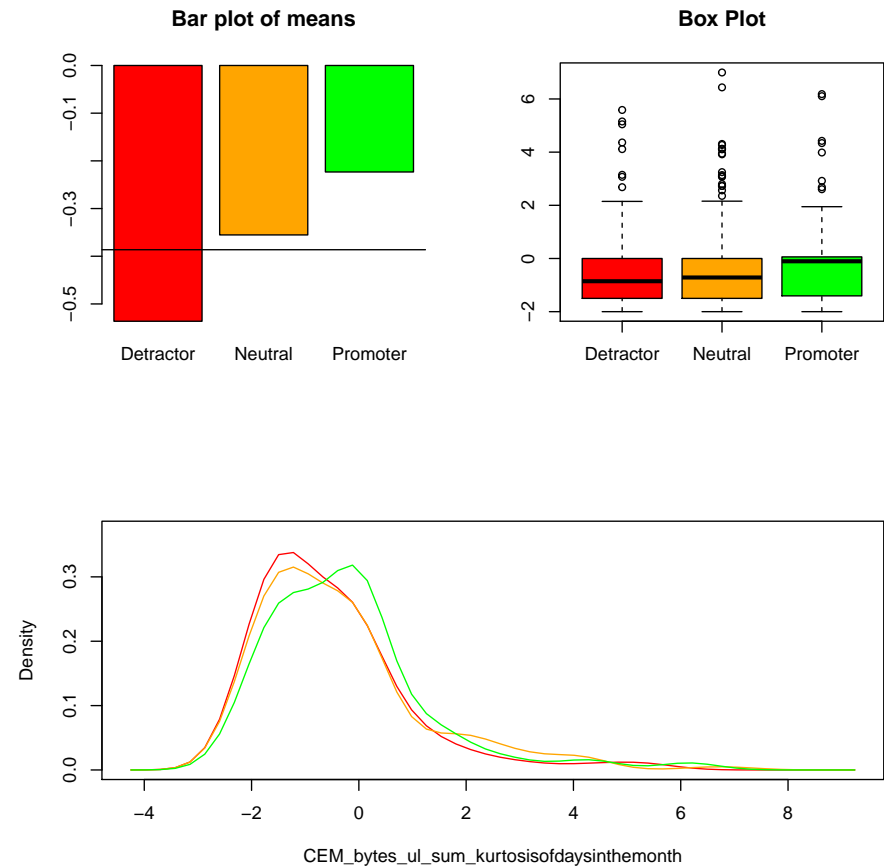 Bar plot of means
0.0
−0.1
−0.3
−0.5
Detractor Neutral Promoter
Box Plot
6
4
2
0
−2
Detractor Neutral Promoter
Density
0.3
0.2
0.1
0.0
−4 −2 0 2 4 6 8
CEM_bytes_ul_sum_kurtosisofdaysinthemonth